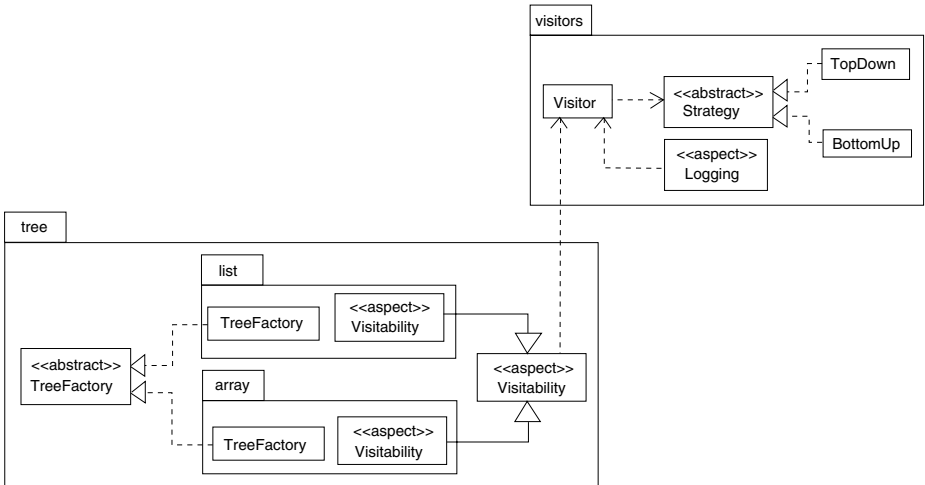 visitors
TopDown
Visitor
<<abstract>>
Strategy
BottomUp
<<aspect>>
Logging
tree
list
TreeFactory
<<aspect>>
Visitability
<<abstract>>
TreeFactory
<<aspect>>
Visitability
array
TreeFactory
<<aspect>>
Visitability